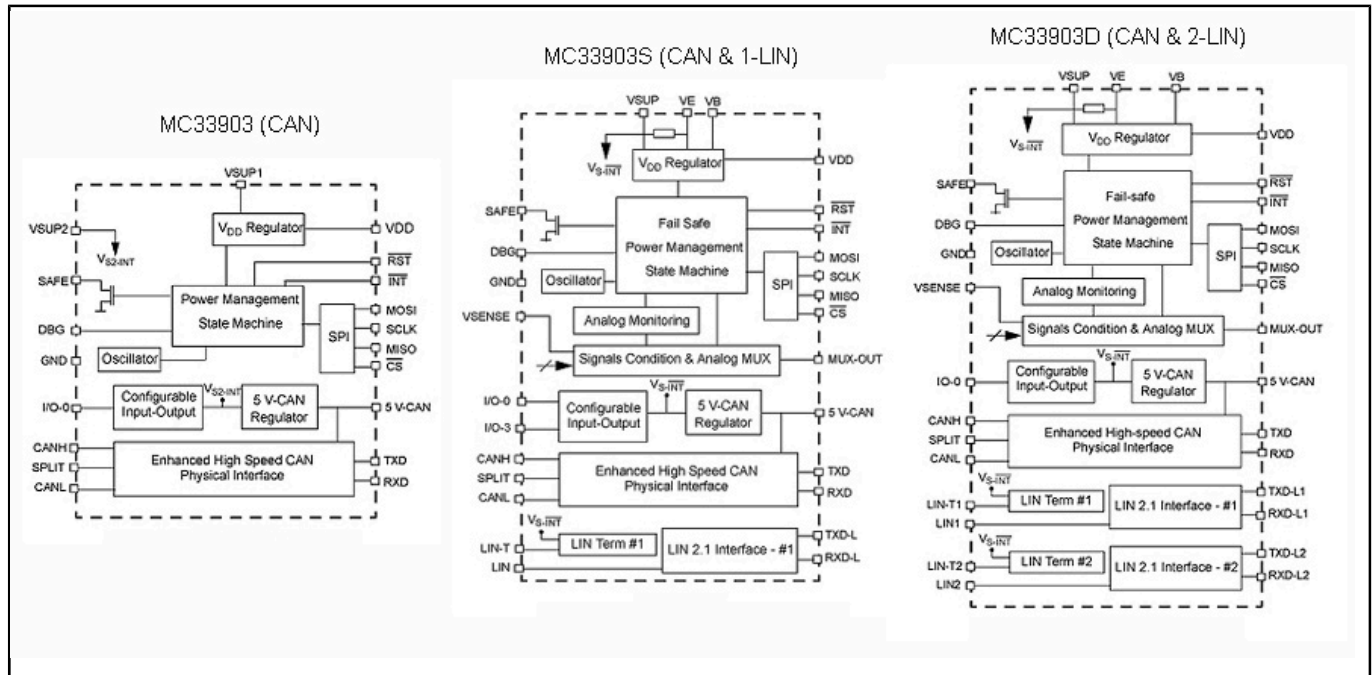 MC33903 (CAN)
VSUP1
VSUP2
VS2-INT
VDD Regulator
VDD
RST
INT
SAFE
Power Management
State Machine
MOSI
SCLK
MISO
CS
SPI
DBG
GND
Oscillator
I/O-0
Configurable
Input-Output
VS2-INT
5 V-CAN
Regulator
5 V-CAN
CANH
SPLIT
CANL
Enhanced High Speed CAN
Physical Interface
TXD
RXD
MC33903S (CAN & 1-LIN)
VSUP
VE
VB
VS-INT
VDD Regulator
VDD
SAFE
Fail Safe
Power Management
State Machine
RST
INT
DBG
GND
Oscillator
SPI
MOSI
SCLK
MISO
CS
VSENSE
Analog Monitoring
Signals Condition & Analog MUX
MUX-OUT
I/O-0
I/O-3
Configurable
Input-Output
VS-INT
5 V-CAN
Regulator
5 V-CAN
CANH
SPLIT
CANL
Enhanced High Speed CAN
Physical Interface
TXD
RXD
VS-INT
LIN-T
LIN
LIN Term #1
LIN 2.1 Interface - #1
TXD-L
RXD-L
MC33903D (CAN & 2-LIN)
VSUP
VE
VB
VS-INT
VDD Regulator
VDD
SAFE
Fail-safe
Power Management
State Machine
RST
INT
DBG
GND
Oscillator
SPI
MOSI
SCLK
MISO
CS
VSENSE
Analog Monitoring
Signals Condition & Analog MUX
MUX-OUT
IO-0
Configurable
Input-Output
VS-INT
5 V-CAN
Regulator
5 V-CAN
CANH
SPLIT
CANL
Enhanced High-speed CAN
Physical Interface
TXD
RXD
VS-INT
LIN-T1
LIN1
LIN Term #1
LIN 2.1 Interface - #1
TXD-L1
RXD-L1
VS-INT
LIN-T2
LIN2
LIN Term #2
LIN 2.1 Interface - #2
TXD-L2
RXD-L2